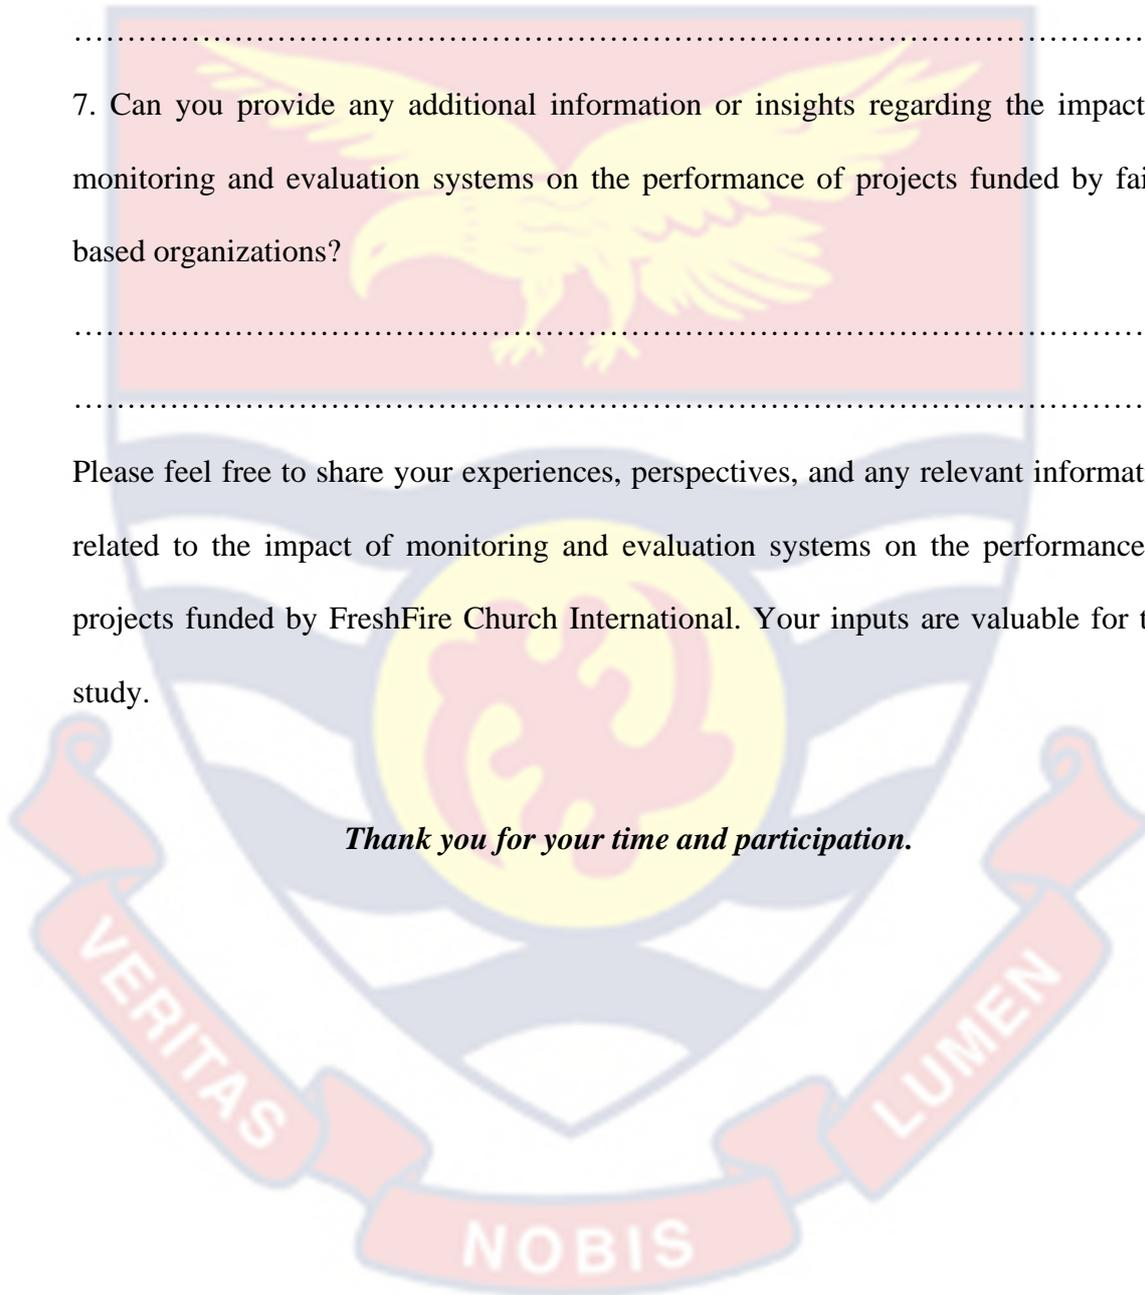 ……………………………………………………………………………………
7. Can you provide any additional information or insights regarding the impact
monitoring and evaluation systems on the performance of projects funded by fai
based organizations?
……………………………………………………………………………………
……………………………………………………………………………………
Please feel free to share your experiences, perspectives, and any relevant informat
related to the impact of monitoring and evaluation systems on the performance
projects funded by FreshFire Church International. Your inputs are valuable for t
study.
Thank you for your time and participation.
VERITAS
NOBIS
LUMEN